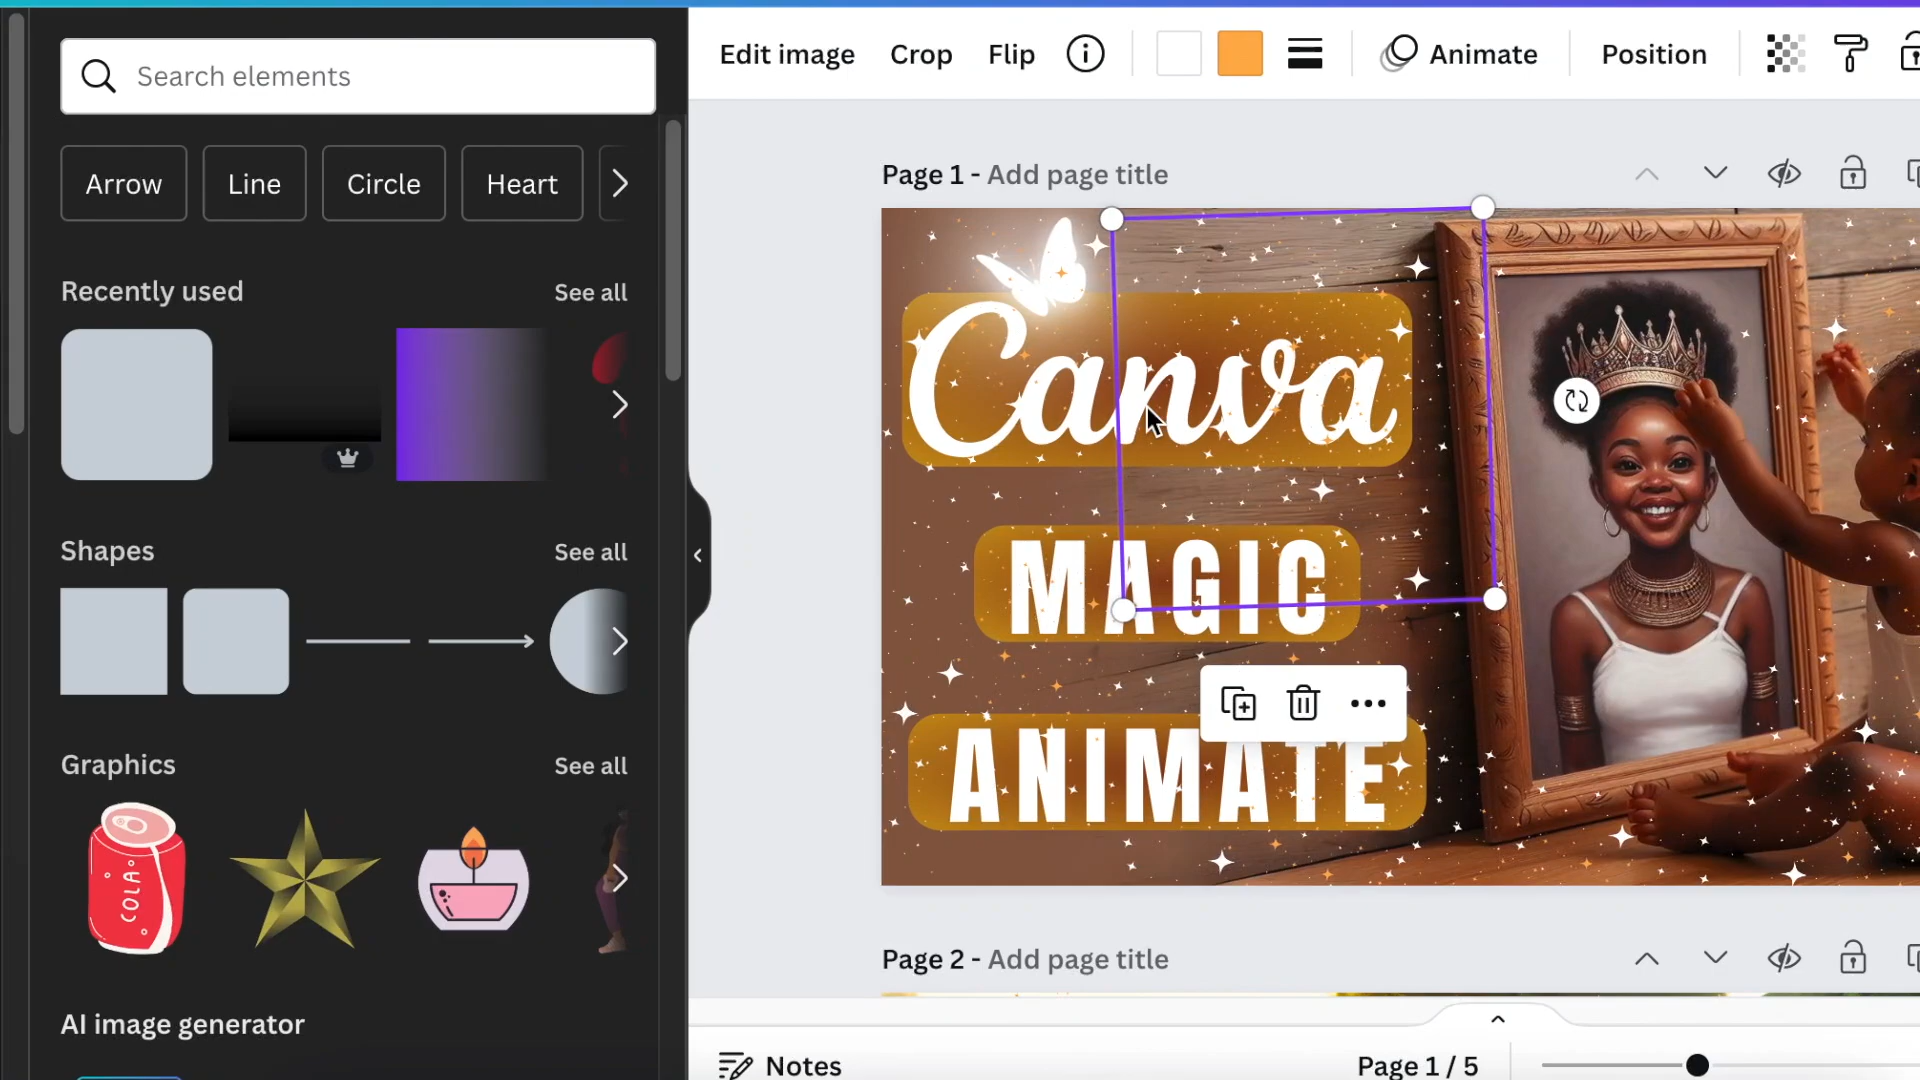 Search elements
Edit image
Crop
Flip
Animate
Position
Arrow
Line
Circle
Heart
Page 1 - Add page title
Recently used
See all
Canva
Shapes
See all
MAGIC
Graphics
See all
ANIMATE
COLA
Page 2 - Add page title
AI image generator
Notes
Page 1 / 5